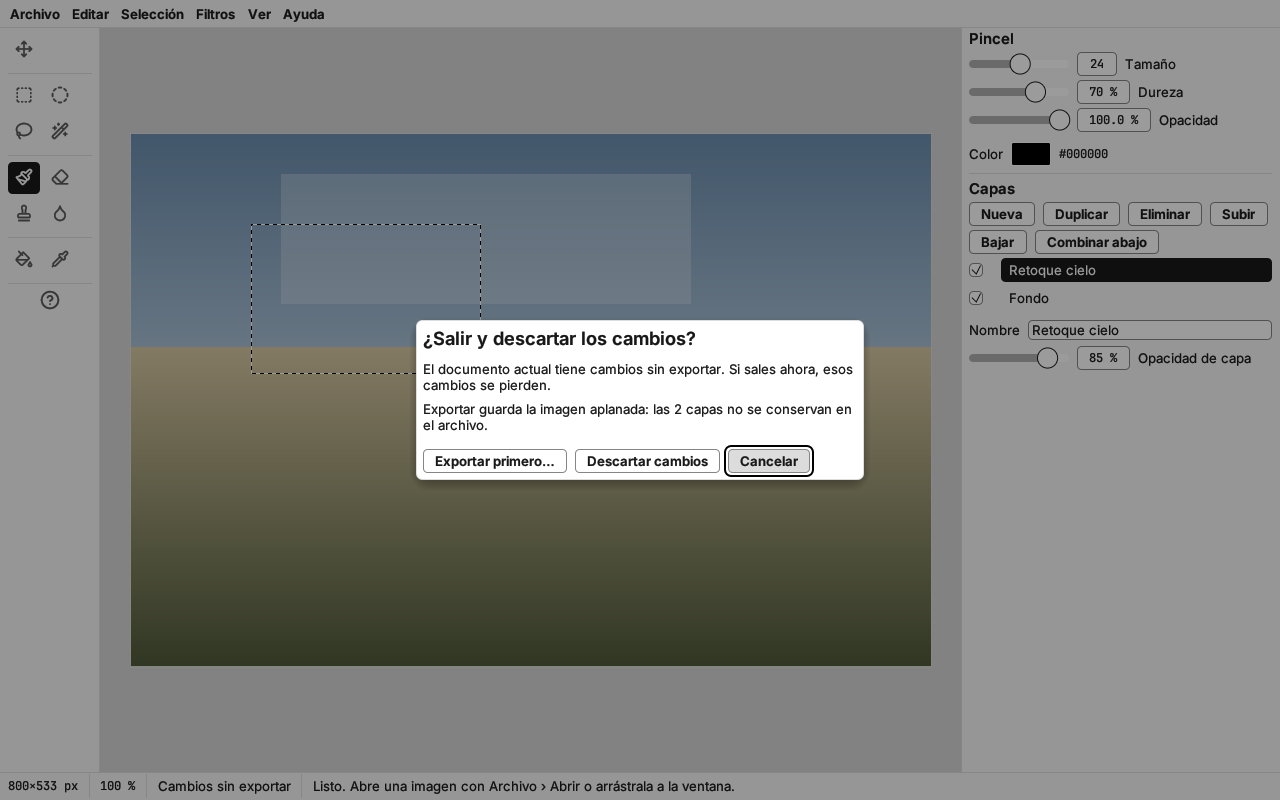 Archivo Editar Selección Filtros Ver Ayuda
Pincel
24 Tamaño
70 % Dureza
100.0 % Opacidad
Color #000000
Capas
Nueva Duplicar Eliminar Subir
Bajar Combinar abajo
Retoque cielo
Fondo
Nombre Retoque cielo
85 % Opacidad de capa
¿Salir y descartar los cambios?
El documento actual tiene cambios sin exportar. Si sales ahora, esos
cambios se pierden.
Exportar guarda la imagen aplanada: las 2 capas no se conservan en
el archivo.
Exportar primero... Descartar cambios Cancelar
800×533 px 100 % Cambios sin exportar Listo. Abre una imagen con Archivo › Abrir o arrástrala a la ventana.